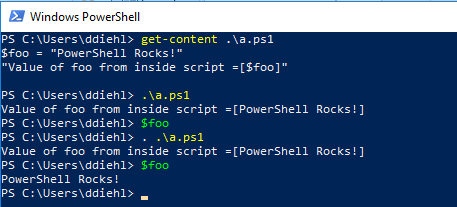 Windows PowerShell
PS C:\Users\ddiehl> get-content .\a.ps1
$foo = "PowerShell Rocks!"
"Value of foo from inside script =[$foo]"
PS C:\Users\ddiehl> .\a.ps1
Value of foo from inside script =[PowerShell Rocks!]
PS C:\Users\ddiehl> $foo
PS C:\Users\ddiehl> . .\a.ps1
Value of foo from inside script =[PowerShell Rocks!]
PS C:\Users\ddiehl> $foo
PowerShell Rocks!
PS C:\Users\ddiehl> _